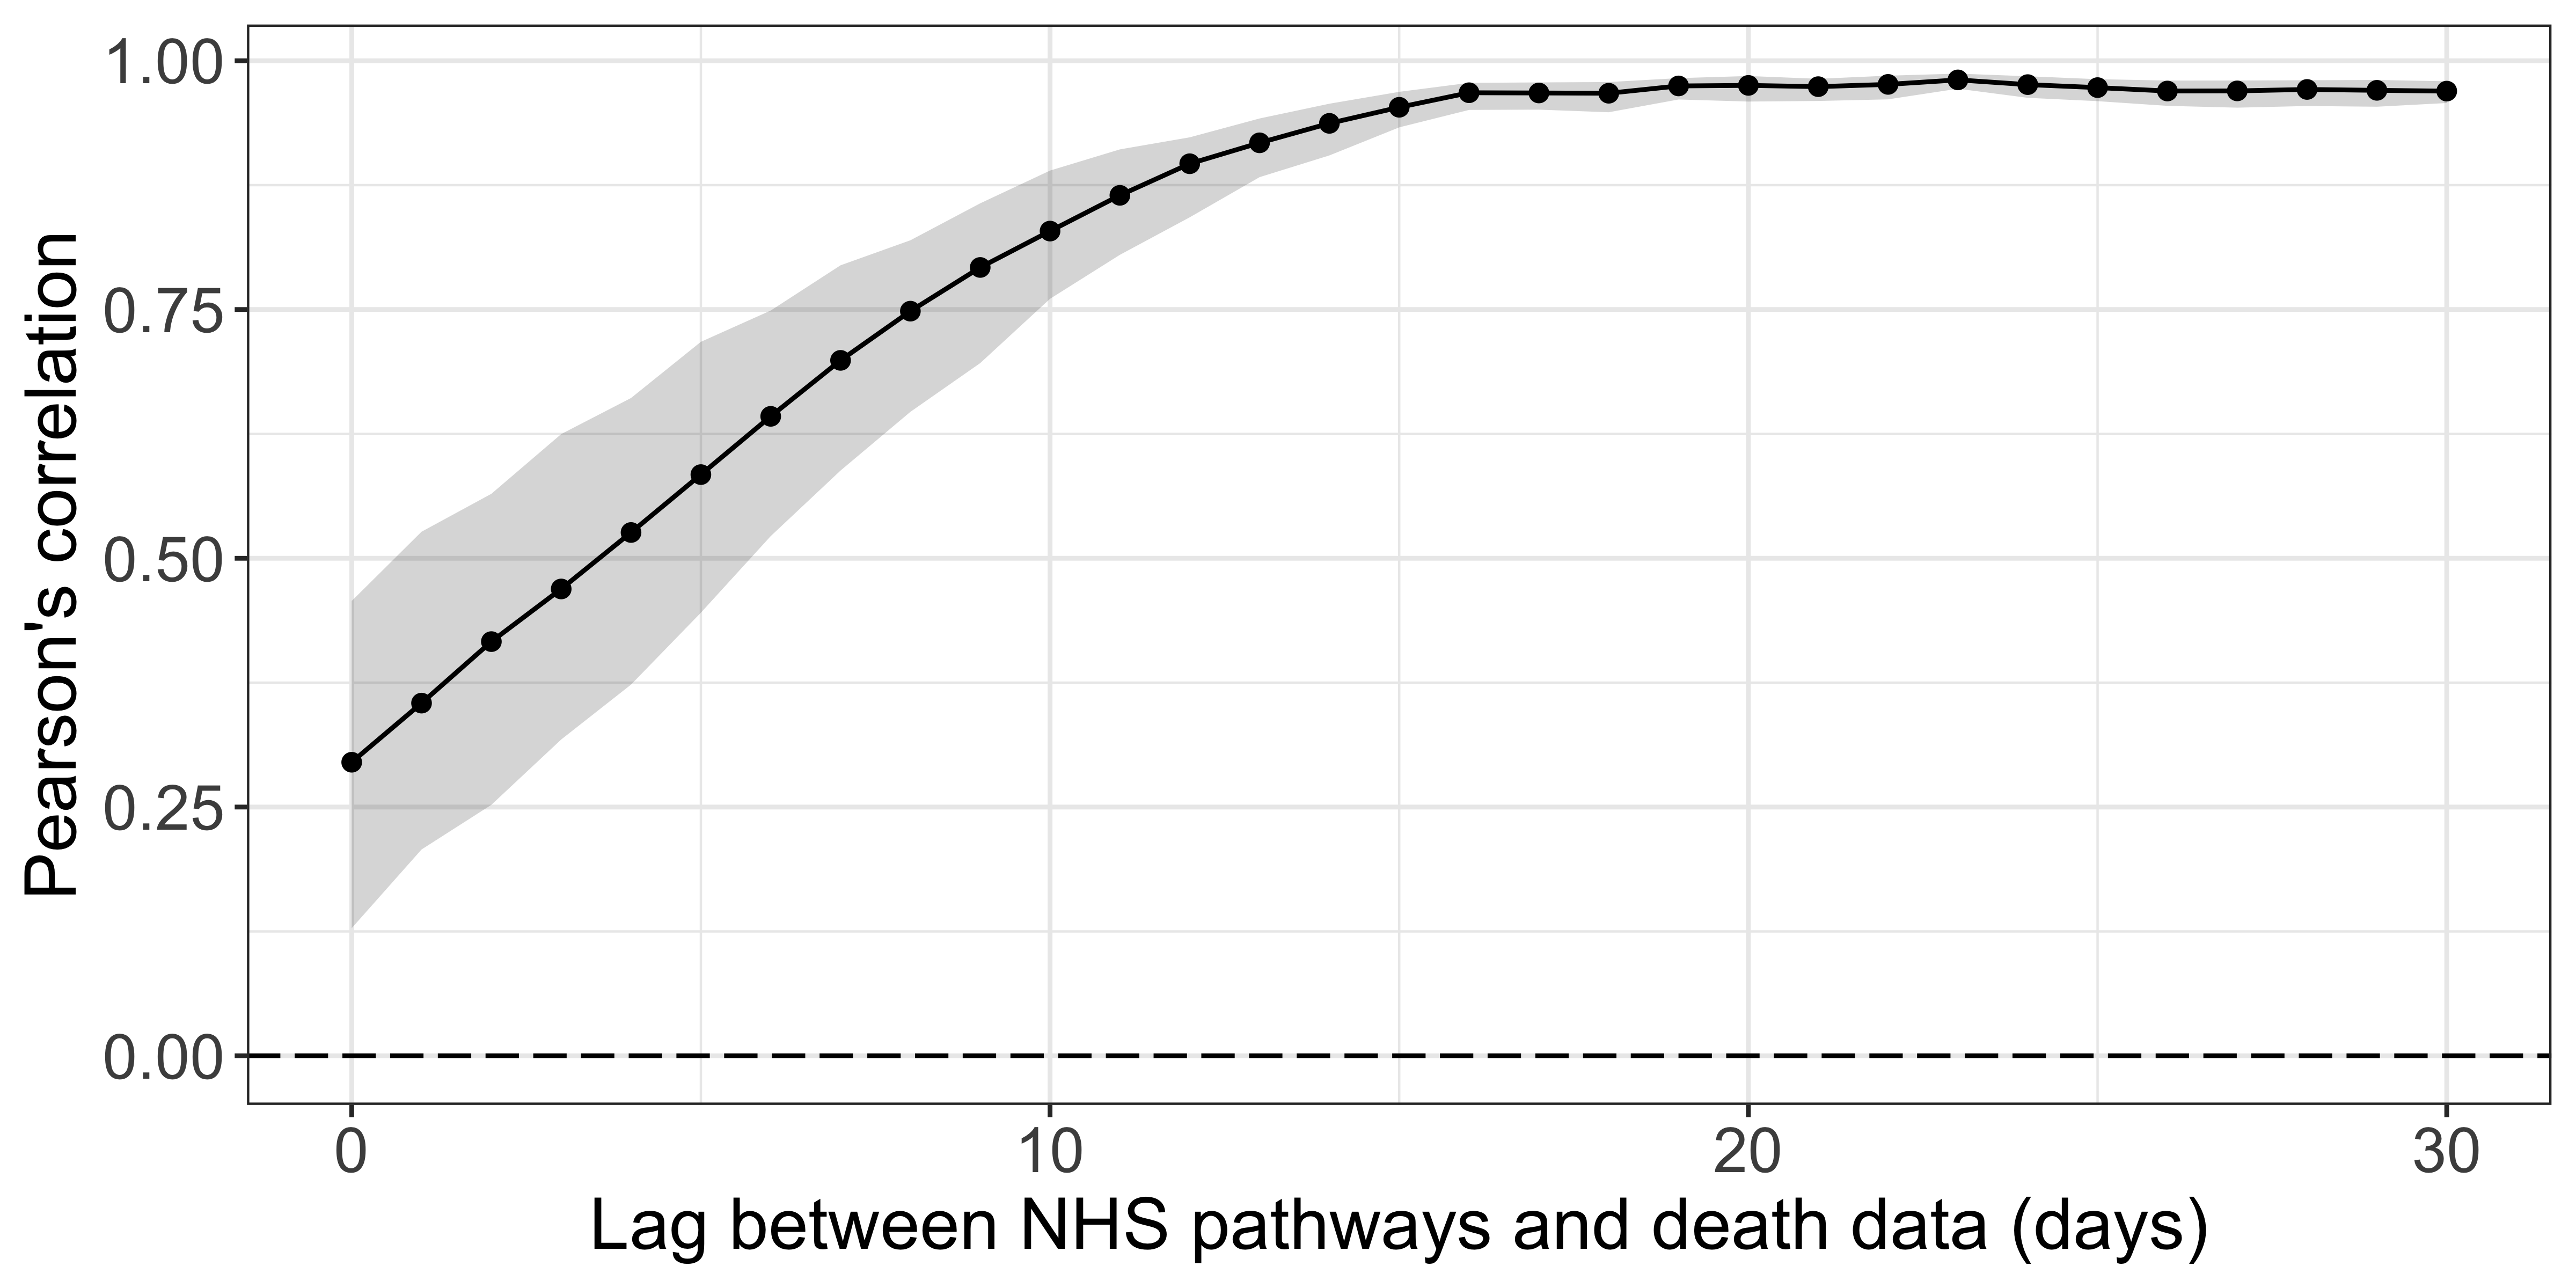 Pearson's correlation
1.00
0.75
0.50
0.25
0.00
0 10 20 30
Lag between NHS pathways and death data (days)